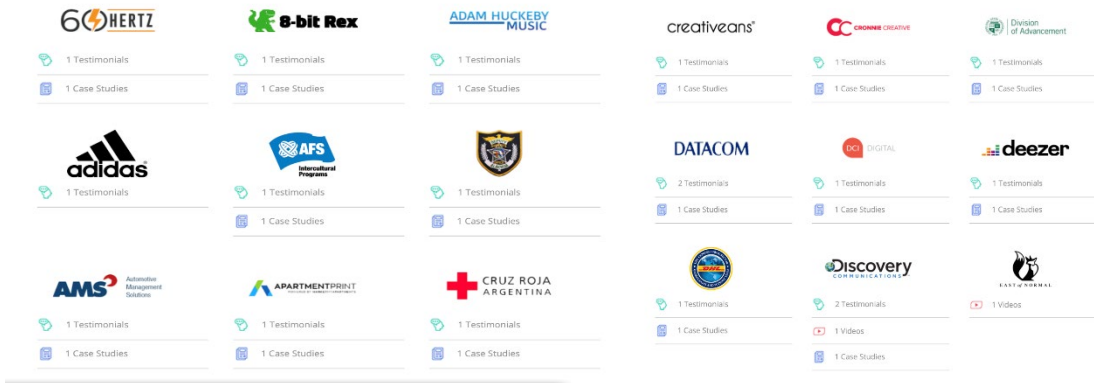 60HERTZ
1 Testimonials
1 Case Studies
8-bit Rex
1 Testimonials
1 Case Studies
ADAM HUCKEBY
MUSIC
1 Testimonials
1 Case Studies
creativeans®
1 Testimonials
1 Case Studies
CC CRONNIE CREATIVE
1 Testimonials
1 Case Studies
Division
of Advancement
1 Testimonials
1 Case Studies
adidas
1 Testimonials
AFS
Intercultural
Programs
1 Case Studies
1 Testimonials
1 Case Studies
DATACOM
2 Testimonials
1 Case Studies
DCI DIGITAL
1 Testimonials
1 Case Studies
deezer
1 Testimonials
1 Case Studies
AMS
Automotive
Management
Solutions
1 Testimonials
1 Case Studies
APARTMENTPRINT
1 Testimonials
1 Case Studies
CRUZ ROJA
ARGENTINA
1 Testimonials
1 Case Studies
DHL
1 Testimonials
1 Case Studies
Discovery
COMMUNICATIONS
2 Testimonials
1 Videos
1 Case Studies
EAST of NORMAL
1 Videos